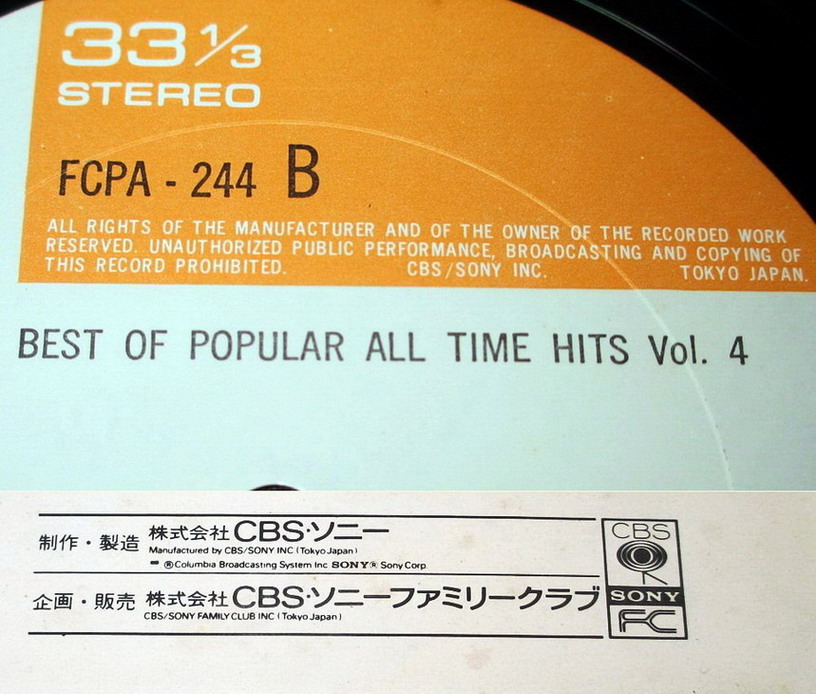 33 1/3
STEREO
FCPA - 244 B
ALL RIGHTS OF THE MANUFACTURER AND OF THE OWNER OF THE RECORDED WORK
RESERVED. UNAUTHORIZED PUBLIC PERFORMANCE, BROADCASTING AND COPYING OF
THIS RECORD PROHIBITED. CBS/SONY INC. TOKYO JAPAN.
BEST OF POPULAR ALL TIME HITS Vol. 4
制作・製造 株式会社CBS・ソニー
Manufactured by CBS/SONY INC (Tokyo Japan)
®Columbia Broadcasting System Inc SONY® Sony Corp
企画・販売 株式会社CBS・ソニーファミリークラブ
CBS/SONY FAMILY CLUB INC (Tokyo Japan)
CBS
SONY
FC